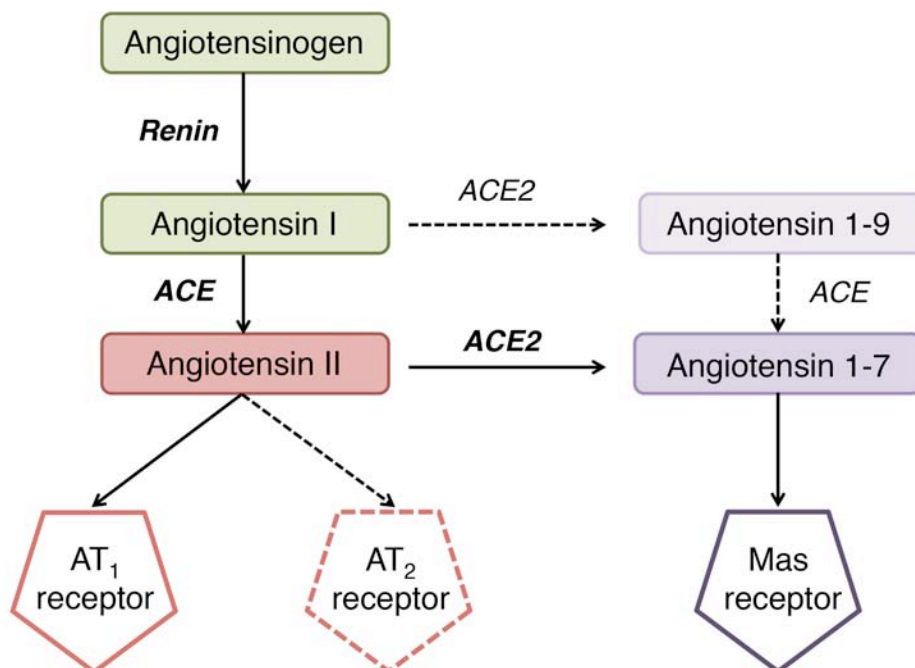 Angiotensinogen
Renin
ACE2
Angiotensin I
Angiotensin 1-9
ACE
ACE
ACE2
Angiotensin II
Angiotensin 1-7
AT1
receptor
AT2
receptor
Mas
receptor